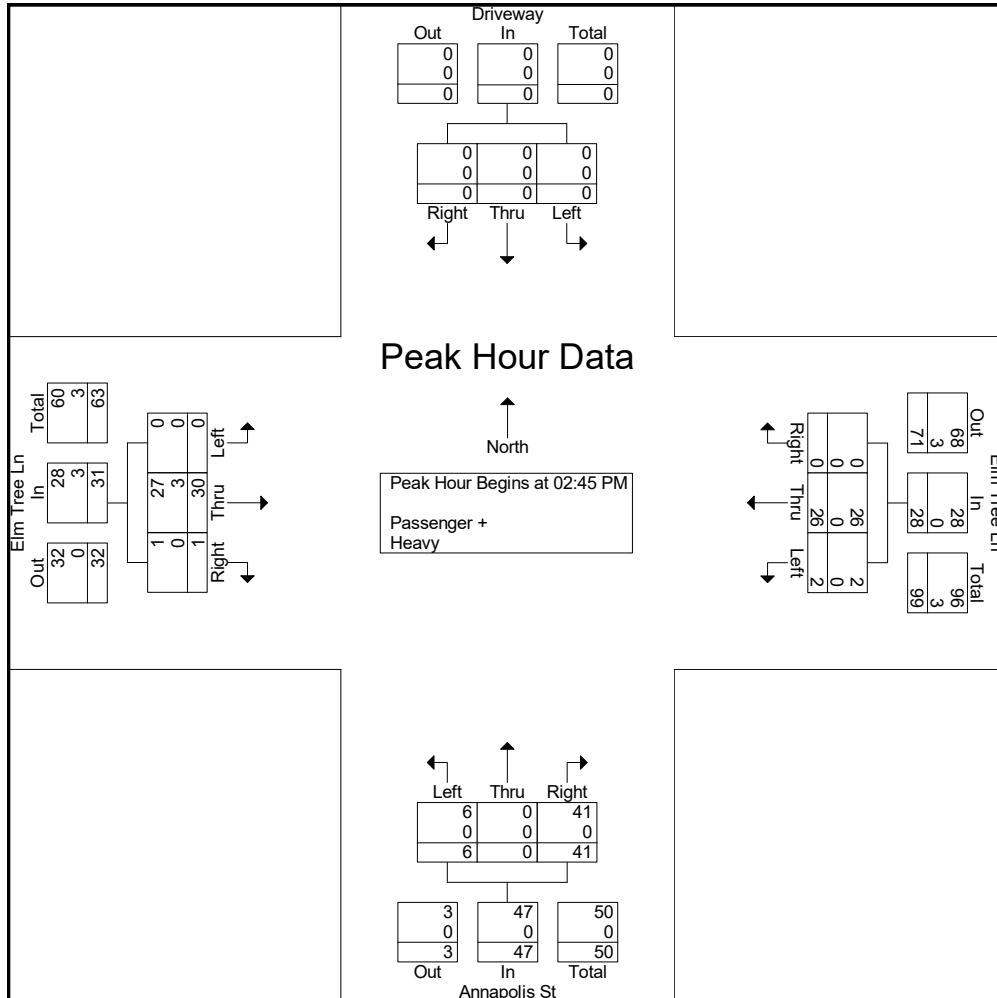 Driveway
Out In Total
0 0 0
0 0 0
0 0 0
0 0 0
0 0 0
0 0 0
Right Thru Left
Peak Hour Data
North
Peak Hour Begins at 02:45 PM
Passenger +
Heavy
Elm Tree Ln
Total In Out
60 28 32
3 3 0
63 31 32
0 27 1
0 3 0
0 30 1
Left Thru Right
Elm Tree Ln
Out In Total
68 28 96
3 0 3
71 28 99
0 26 2
0 0 0
0 26 2
Right Thru Left
Left Thru Right
6 0 41
0 0 0
6 0 41
3 47 50
0 0 0
3 47 50
Out In Total
Annapolis St